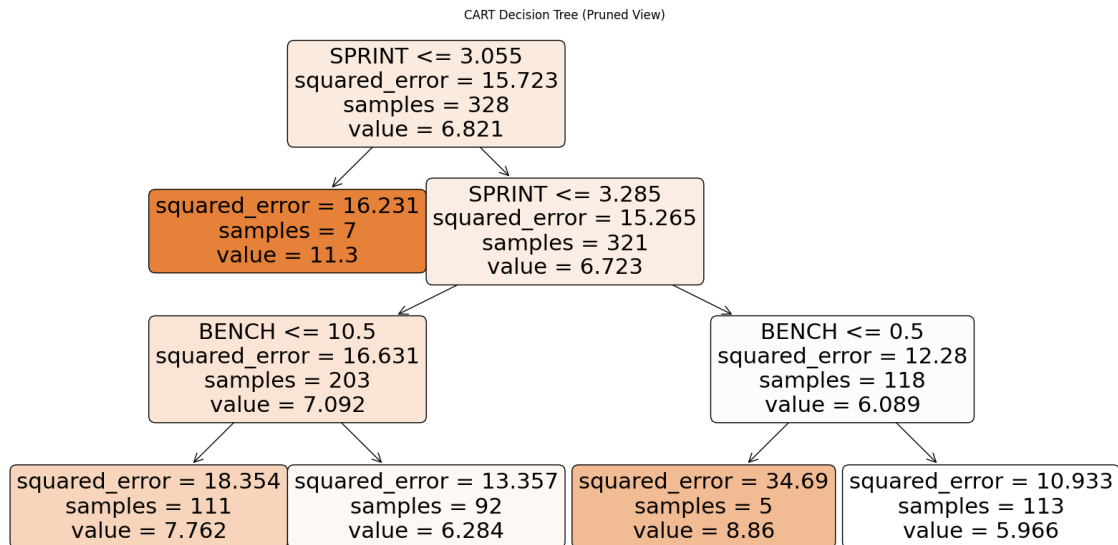 CART Decision Tree (Pruned View)
SPRINT <= 3.055
squared_error = 15.723
samples = 328
value = 6.821
squared_error = 16.231
samples = 7
value = 11.3
SPRINT <= 3.285
squared_error = 15.265
samples = 321
value = 6.723
BENCH <= 10.5
squared_error = 16.631
samples = 203
value = 7.092
BENCH <= 0.5
squared_error = 12.28
samples = 118
value = 6.089
squared_error = 18.354
samples = 111
value = 7.762
squared_error = 13.357
samples = 92
value = 6.284
squared_error = 34.69
samples = 5
value = 8.86
squared_error = 10.933
samples = 113
value = 5.966